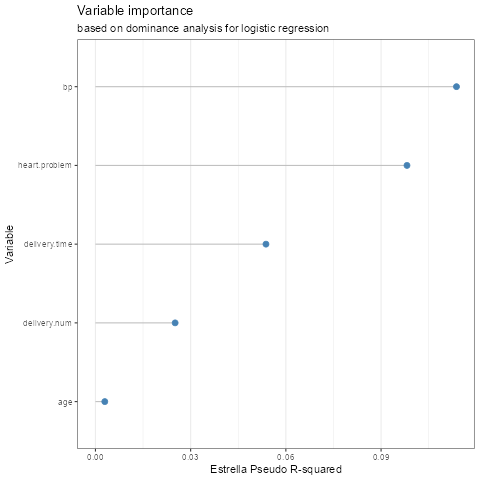 Variable importance
based on dominance analysis for logistic regression
bp
heart.problem
delivery.time
delivery.num
age
Variable
0.00 0.03 0.06 0.09
Estrella Pseudo R-squared